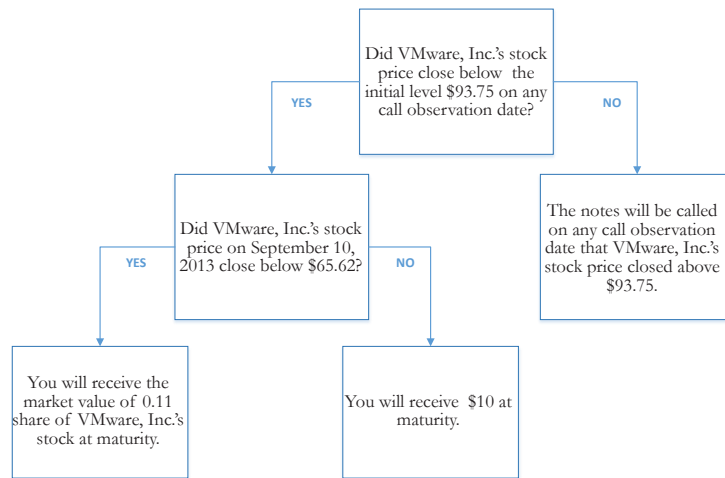 Did VMware, Inc.'s stock
price close below the
initial level $93.75 on any
call observation date?
YES
NO
Did VMware, Inc.'s stock
price on September 10,
2013 close below $65.62?
The notes will be called
on any call observation
date that VMware, Inc.'s
stock price closed above
$93.75.
YES
NO
You will receive the
market value of 0.11
share of VMware, Inc.'s
stock at maturity.
You will receive $10 at
maturity.